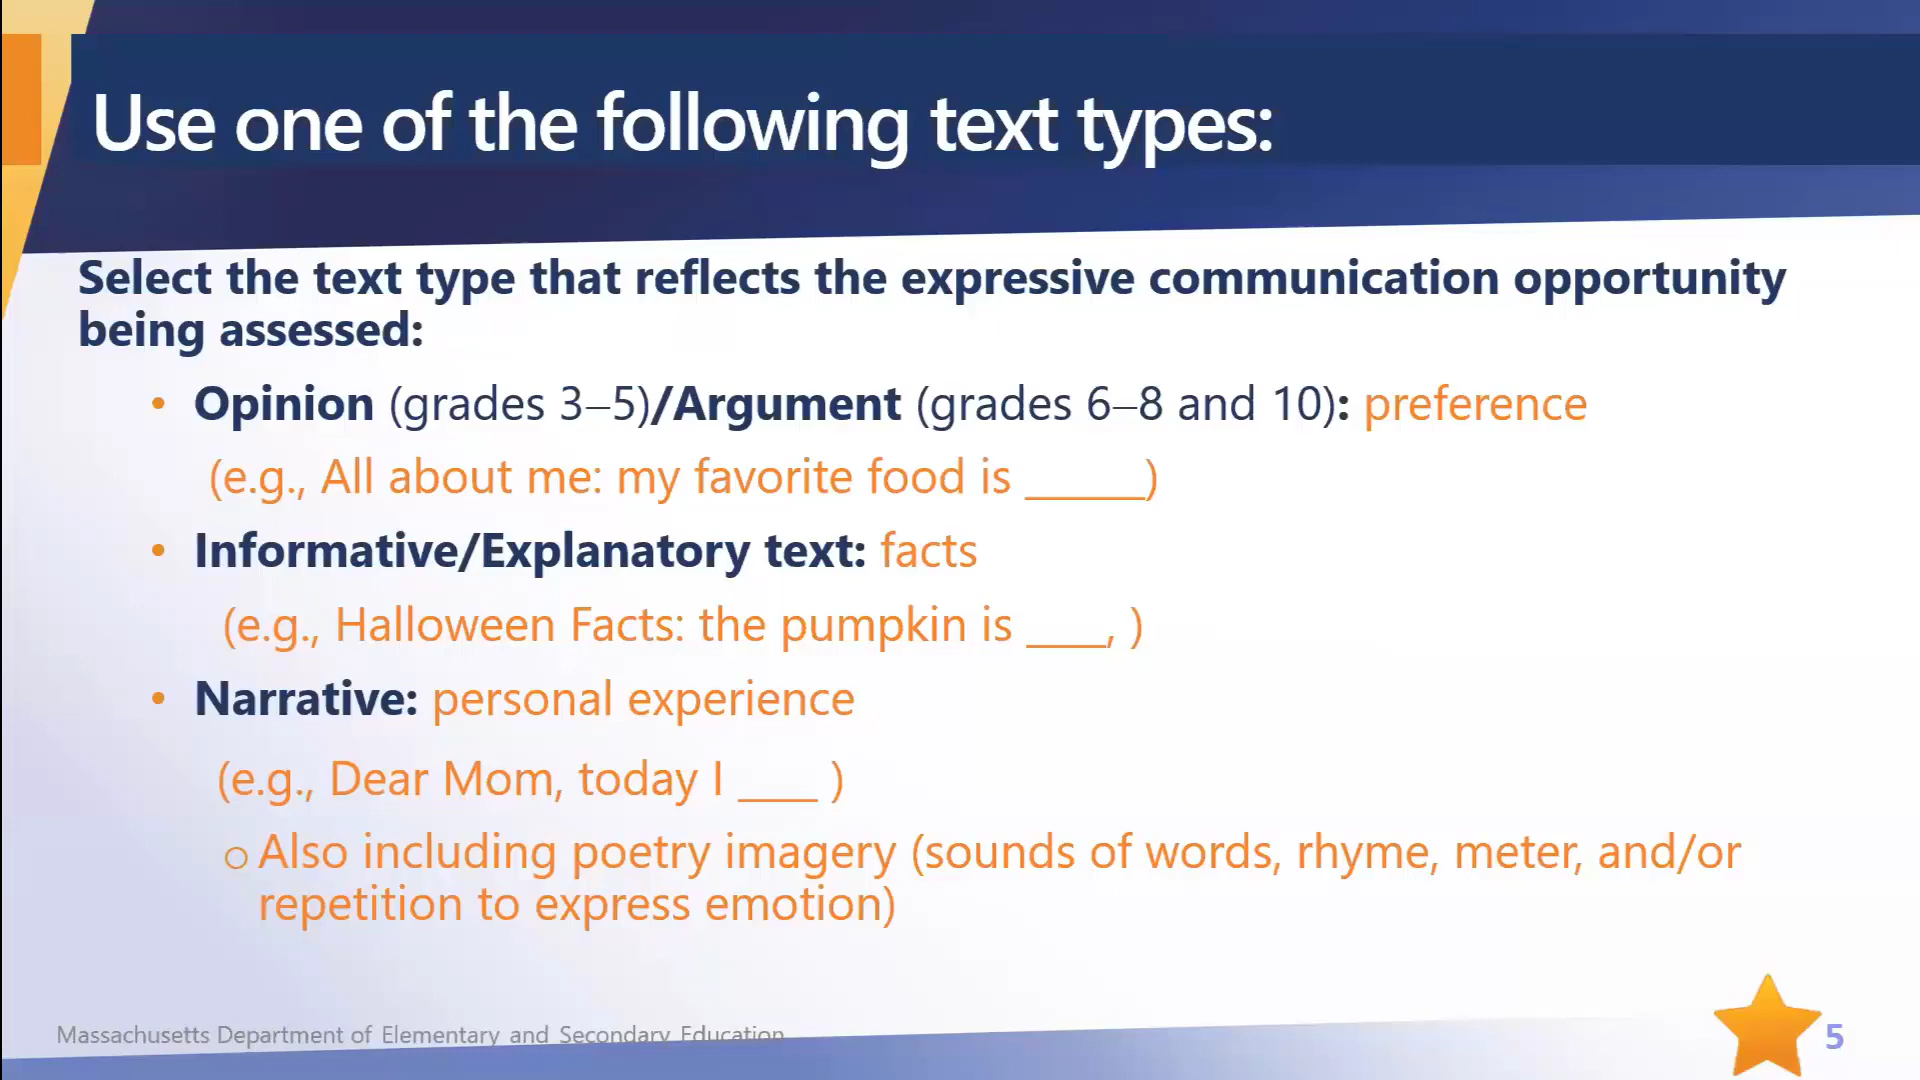 Use one of the following text types:
Select the text type that reflects the expressive communication opportunity
being assessed:
• Opinion (grades 3–5)/Argument (grades 6–8 and 10): preference
(e.g., All about me: my favorite food is _____)
• Informative/Explanatory text: facts
(e.g., Halloween Facts: the pumpkin is ____, )
• Narrative: personal experience
(e.g., Dear Mom, today I ____ )
o Also including poetry imagery (sounds of words, rhyme, meter, and/or
repetition to express emotion)
Massachusetts Department of Elementary and Secondary Education
5